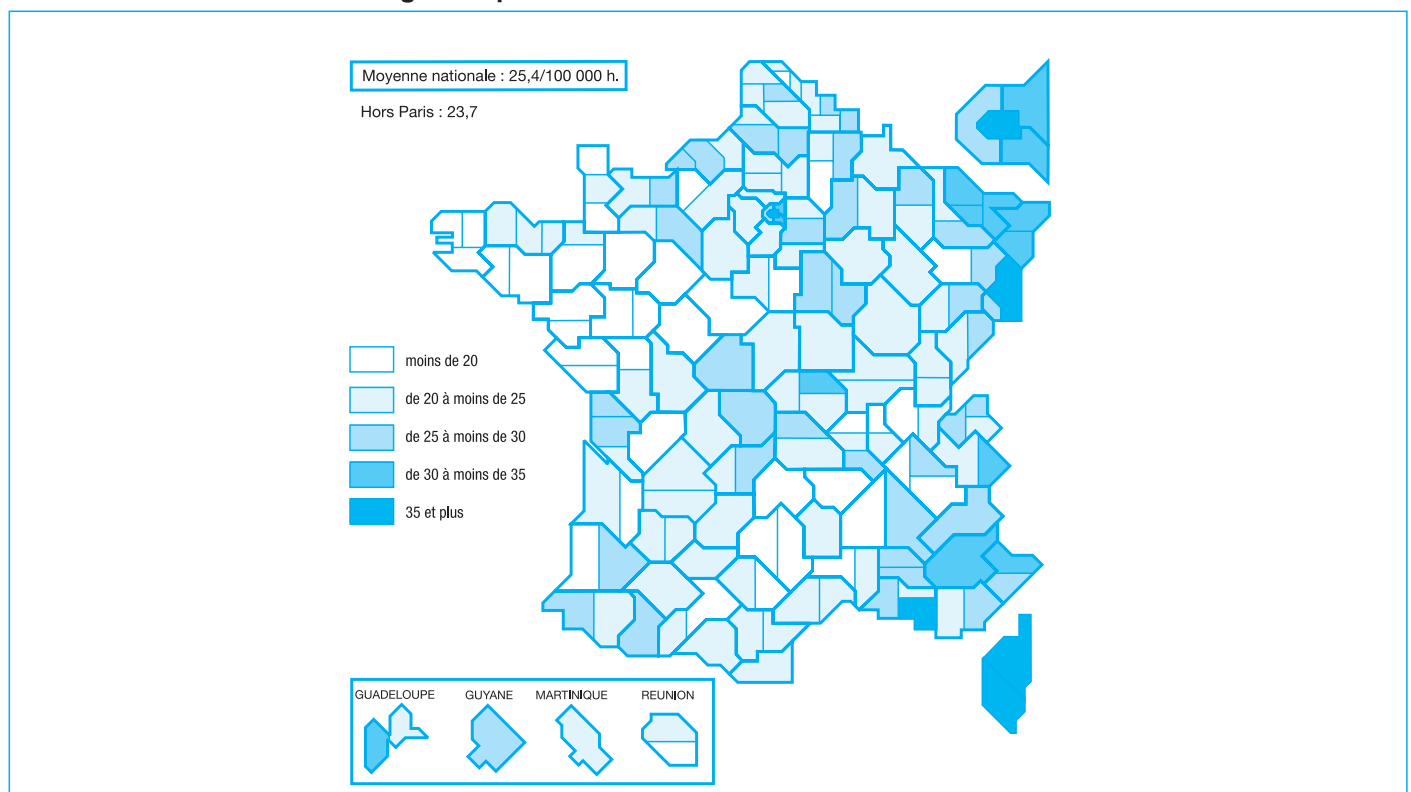 Moyenne nationale : 25,4/100 000 h.
Hors Paris : 23,7
moins de 20
de 20 à moins de 25
de 25 à moins de 30
de 30 à moins de 35
35 et plus
GUADELOUPE GUYANE MARTINIQUE REUNION